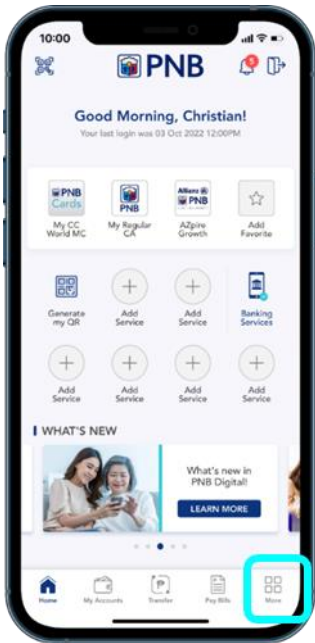 10:00
PNB
5
Good Morning, Christian!
Your last login was 03 Oct 2022 12:00PM
PNB
Cards
PNB
Allianz
PNB
My CC
World MC
My Regular
CA
AZpire
Growth
Add
Favorite
Generate
my QR
Add
Service
Add
Service
Banking
Services
Add
Service
Add
Service
Add
Service
Add
Service
WHAT'S NEW
What's new in
PNB Digital!
LEARN MORE
Home
My Accounts
Transfer
Pay Bills
More